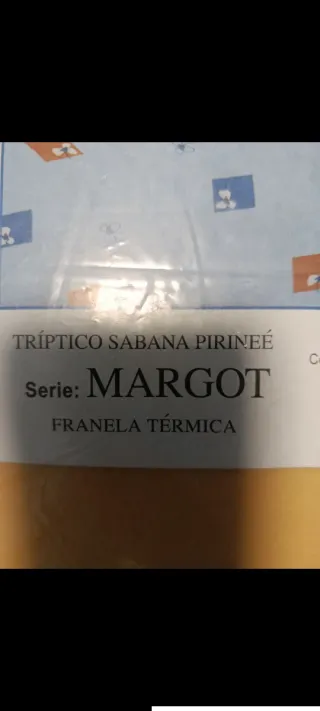 TRÍPTICO SABANA PIRINEÉ
Serie: MARGOT
FRANELA TÉRMICA